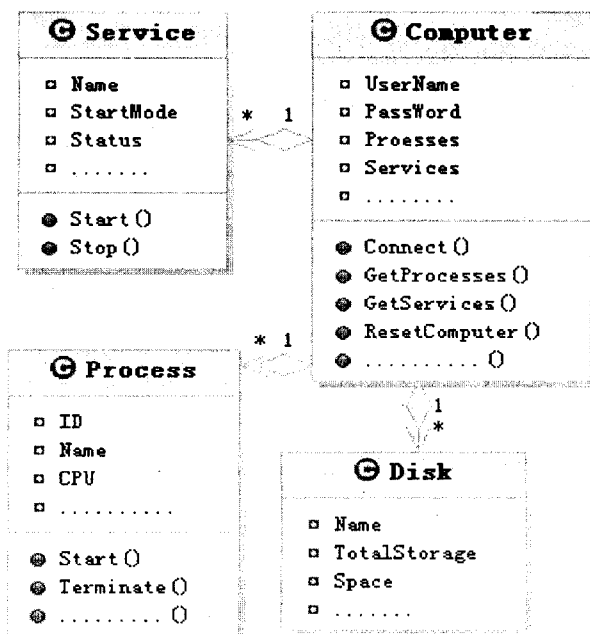 C Service
Name
StartMode
Status
.......
Start()
Stop()
* 1
C Computer
UserName
PassWord
Proesses
Services
........
Connect()
GetProcesses()
GetServices()
ResetComputer()
..........()
* 1
C Process
ID
Name
CPU
..........
Start()
Terminate()
.........()
1
*
C Disk
Name
TotalStorage
Space
.......